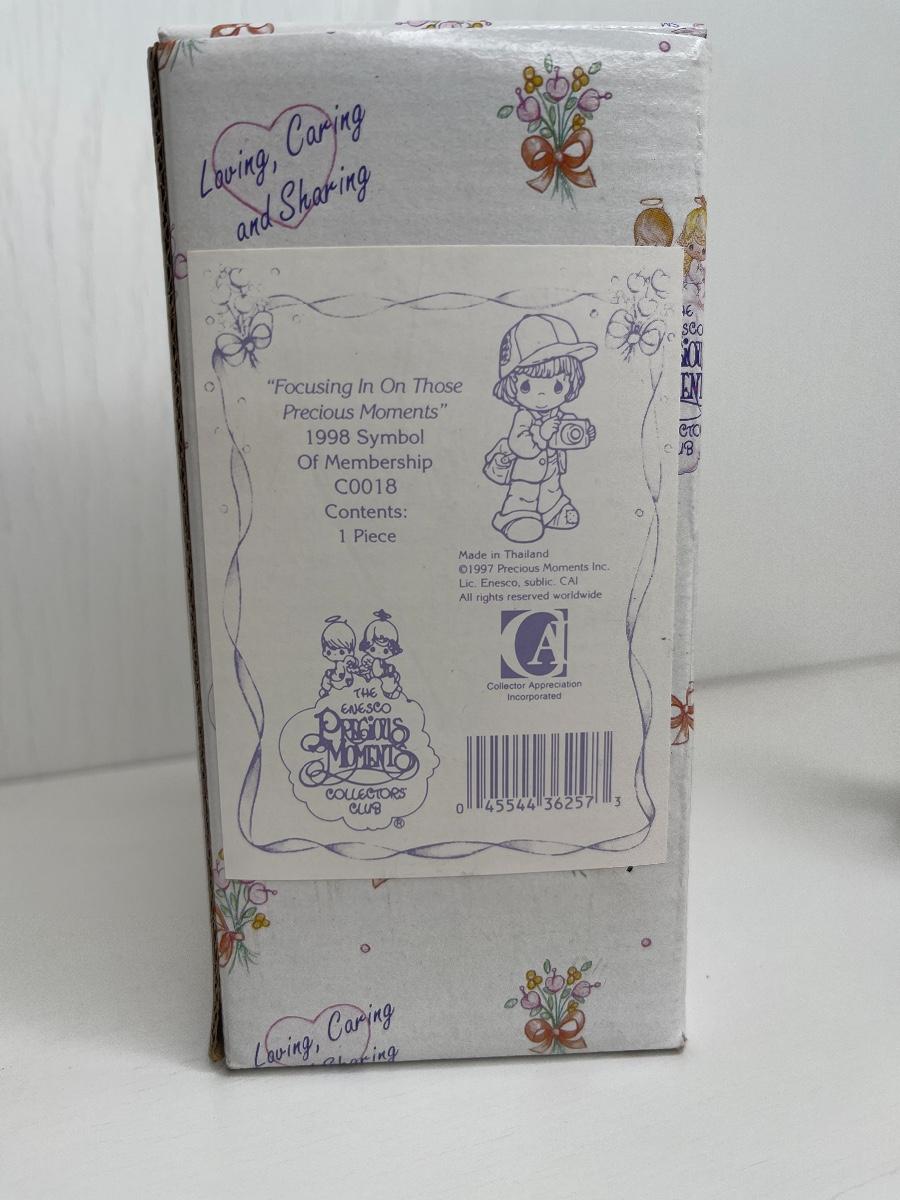 Loving, Caring
and Sharing
"Focusing In On Those
Precious Moments"
1998 Symbol
Of Membership
C0018
Contents:
1 Piece
Made in Thailand
©1997 Precious Moments Inc.
Lic. Enesco, sublic. CAI
All rights reserved worldwide
CAI
Collector Appreciation
Incorporated
THE
ENESCO
PRECIOUS
MOMENTS
COLLECTORS'
CLUB
®
0 45544 36257 3
Loving, Caring
Sharing